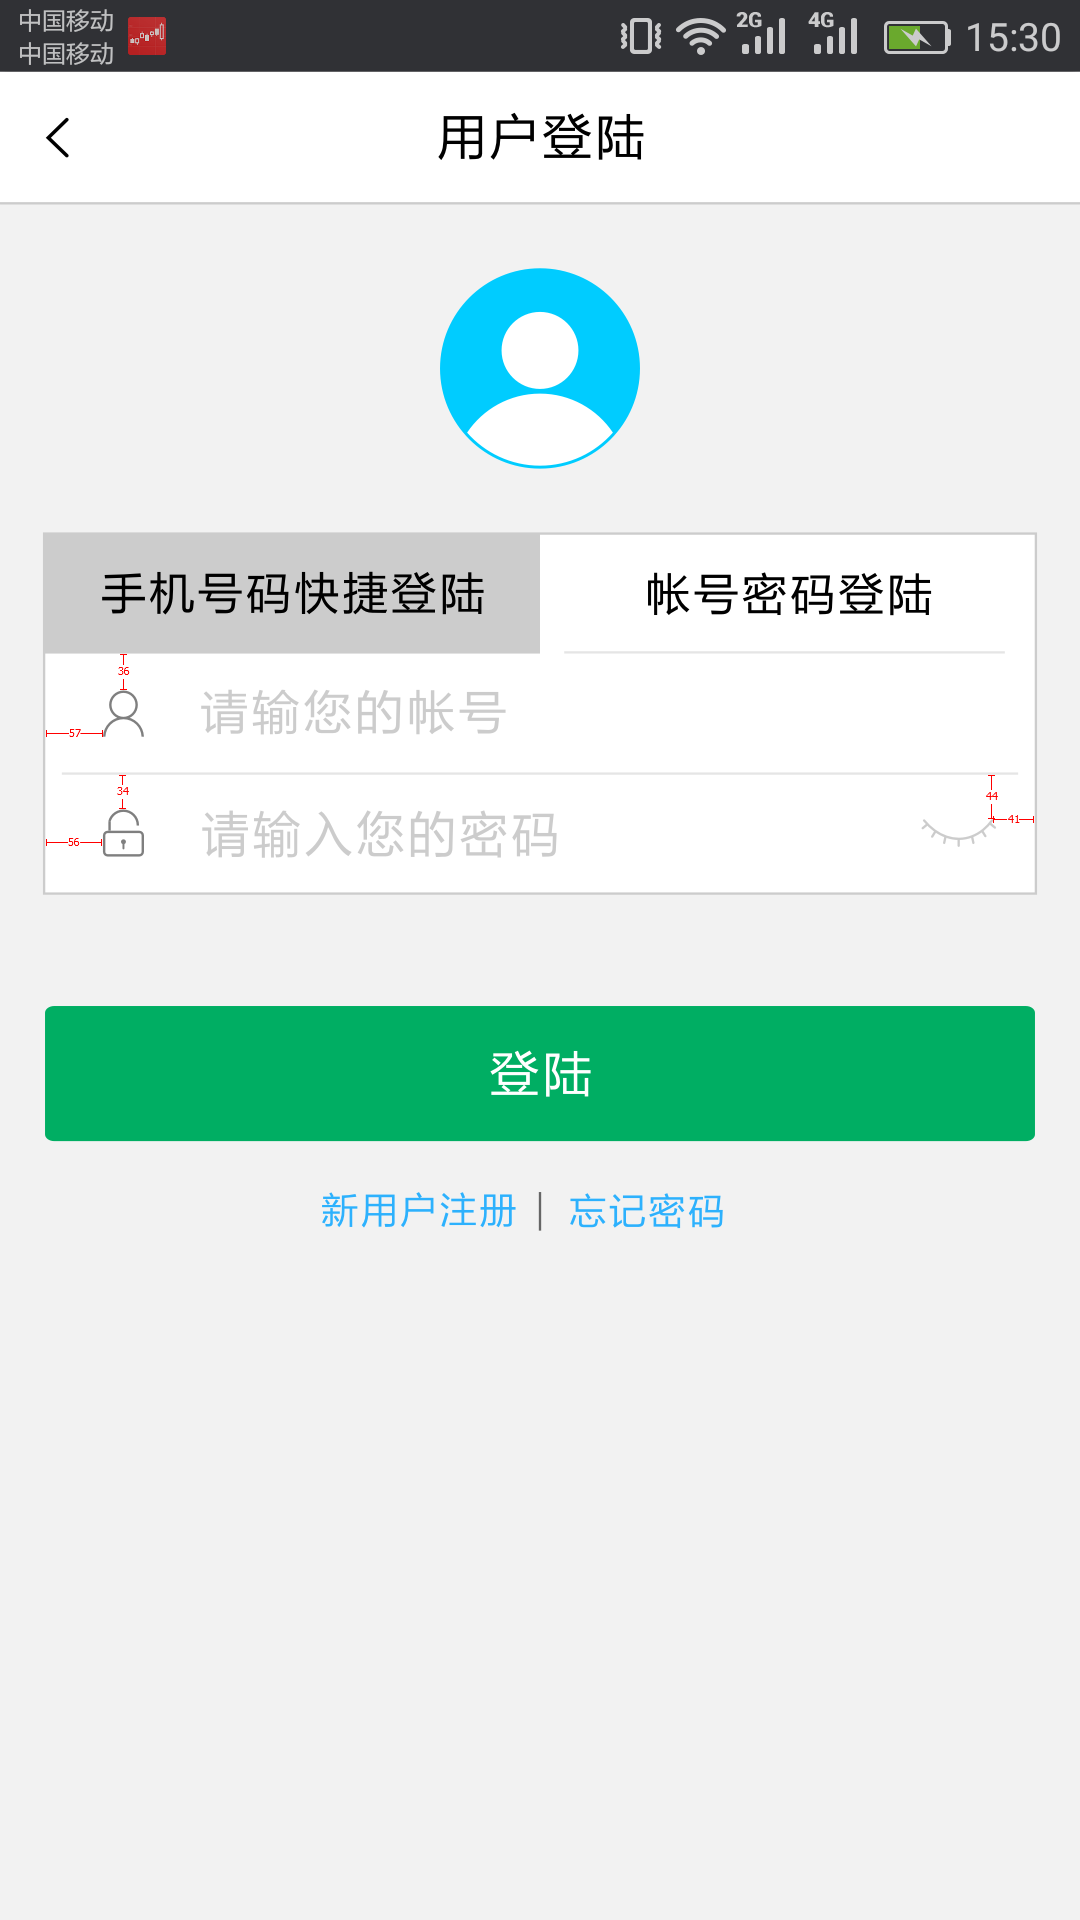 中国移动
中国移动
2G 4G 15:30
用户登陆
手机号码快捷登陆 帐号密码登陆
36
请输您的帐号
57
34 44
请输入您的密码
56 41
登陆
新用户注册 | 忘记密码